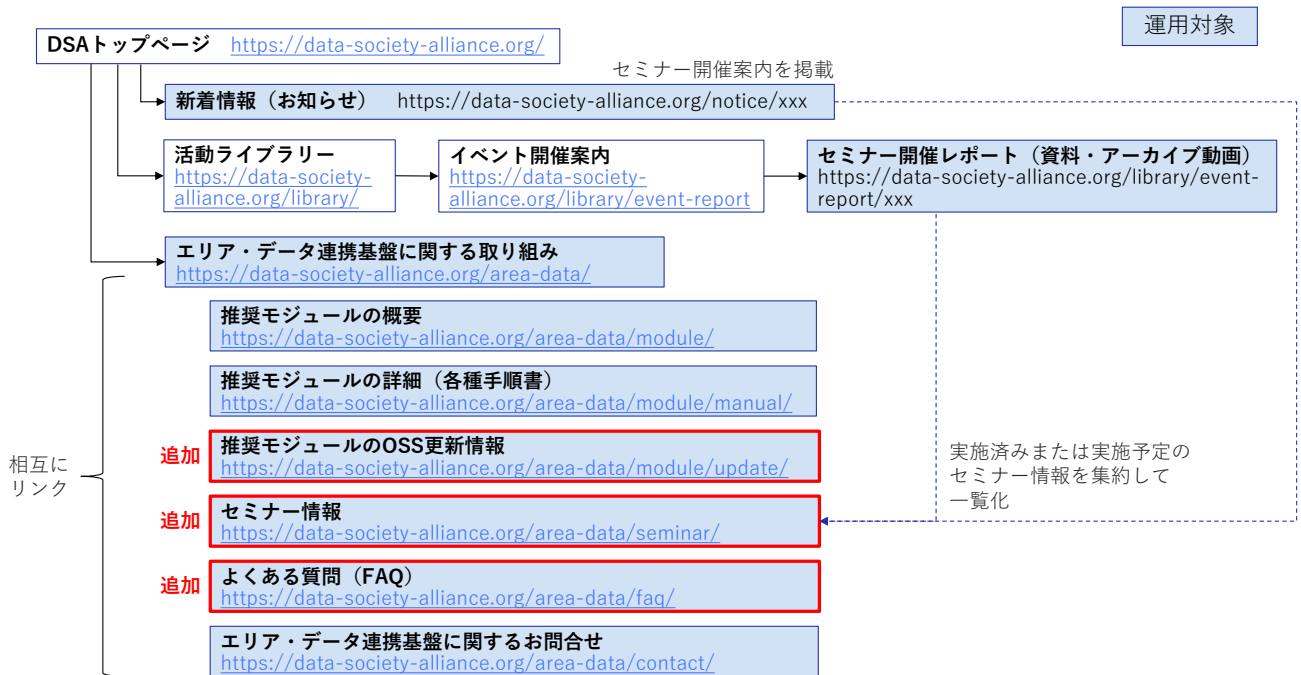 運用対象
DSAトップページ https://data-society-alliance.org/
セミナー開催案内を掲載
新着情報（お知らせ） https://data-society-alliance.org/notice/xxx
活動ライブラリー
https://data-society-
alliance.org/library/
イベント開催案内
https://data-society-
alliance.org/library/event-report
セミナー開催レポート（資料・アーカイブ動画）
https://data-society-alliance.org/library/event-
report/xxx
エリア・データ連携基盤に関する取り組み
https://data-society-alliance.org/area-data/
推奨モジュールの概要
https://data-society-alliance.org/area-data/module/
推奨モジュールの詳細（各種手順書）
https://data-society-alliance.org/area-data/module/manual/
追加
推奨モジュールのOSS更新情報
https://data-society-alliance.org/area-data/module/update/
相互に
リンク
実施済みまたは実施予定の
セミナー情報を集約して
一覧化
追加
セミナー情報
https://data-society-alliance.org/area-data/seminar/
追加
よくある質問（FAQ）
https://data-society-alliance.org/area-data/faq/
エリア・データ連携基盤に関するお問合せ
https://data-society-alliance.org/area-data/contact/